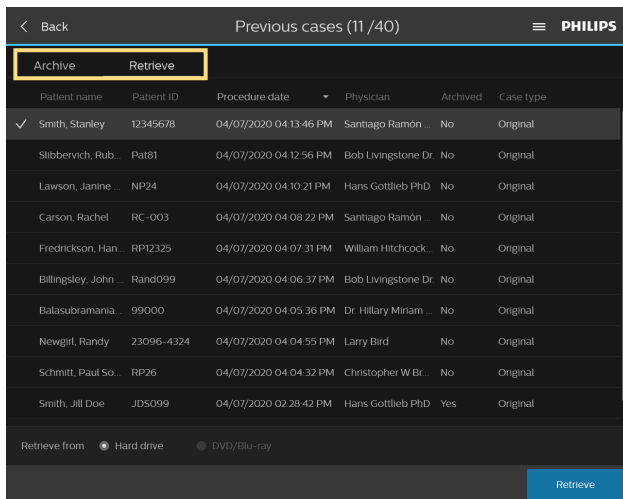 Back Previous cases (11 /40) PHILIPS
Archive Retrieve
Patient name Patient ID Procedure date Physician Archived Case type
Smith, Stanley 12345678 04/07/2020 04:13:46 PM Santiago Ramón ... No Original
Slibbervich, Rub... Pat81 04/07/2020 04:12:56 PM Bob Livingstone Dr. No Original
Lawson, Janine ... NP24 04/07/2020 04:10:21 PM Hans Gottlieb PhD No Original
Carson, Rachel RC-003 04/07/2020 04:08:22 PM Santiago Ramón ... No Original
Fredrickson, Han... RP12325 04/07/2020 04:07:31 PM William Hitchcock... No Original
Billingsley, John ... Rand099 04/07/2020 04:06:37 PM Bob Livingstone Dr. No Original
Balasubramania... 99000 04/07/2020 04:05:36 PM Dr. Hillary Miriam ... No Original
Newgirl, Randy 23096-4324 04/07/2020 04:04:55 PM Larry Bird No Original
Schmitt, Paul So... RP26 04/07/2020 04:04:32 PM Christopher W Br... No Original
Smith, Jill Doe JDS099 04/07/2020 02:28:42 PM Hans Gottlieb PhD Yes Original
Retrieve from Hard drive DVD/Blu-ray
Retrieve